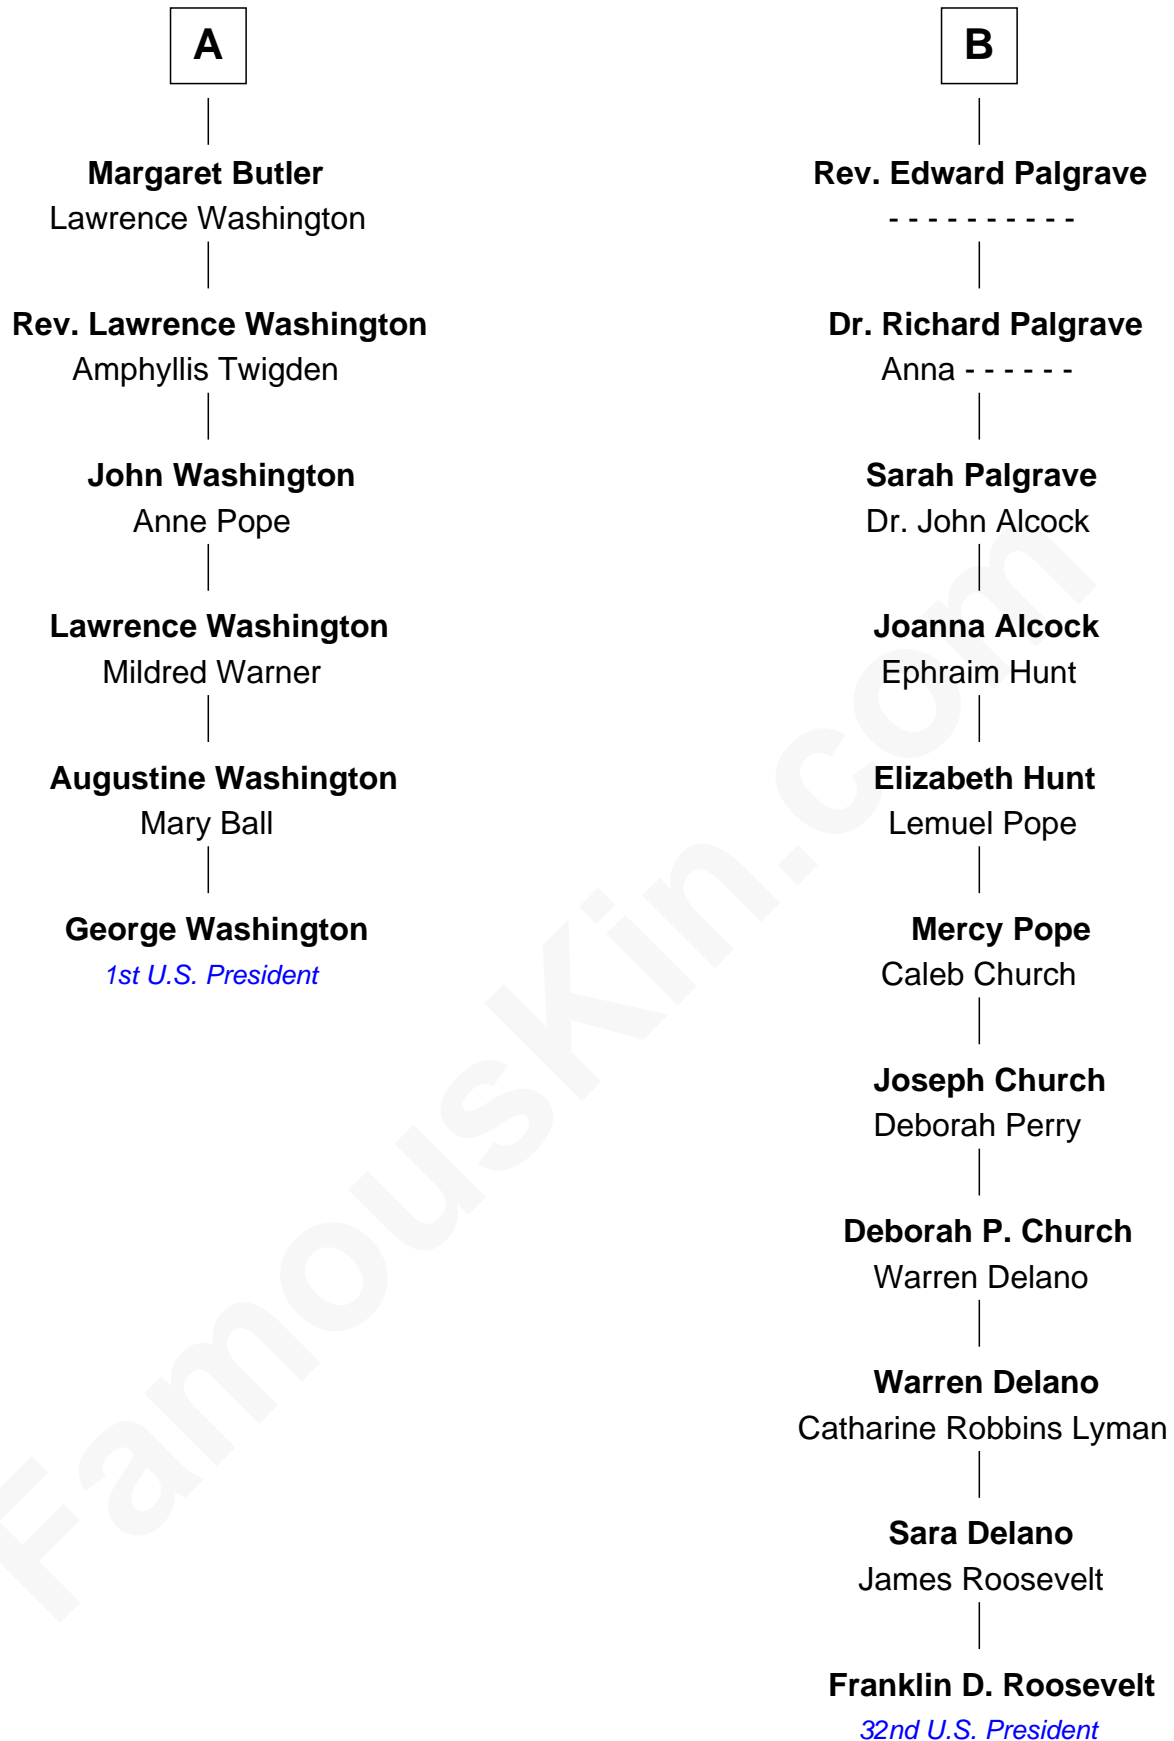 A
Margaret Butler
Lawrence Washington
Rev. Lawrence Washington
Amphyllis Twigden
John Washington
Anne Pope
Lawrence Washington
Mildred Warner
Augustine Washington
Mary Ball
George Washington
1st U.S. President
B
Rev. Edward Palgrave
- - - - - - - - - -
Dr. Richard Palgrave
Anna - - - - - -
Sarah Palgrave
Dr. John Alcock
Joanna Alcock
Ephraim Hunt
Elizabeth Hunt
Lemuel Pope
Mercy Pope
Caleb Church
Joseph Church
Deborah Perry
Deborah P. Church
Warren Delano
Warren Delano
Catharine Robbins Lyman
Sara Delano
James Roosevelt
Franklin D. Roosevelt
32nd U.S. President
FamousKin.com